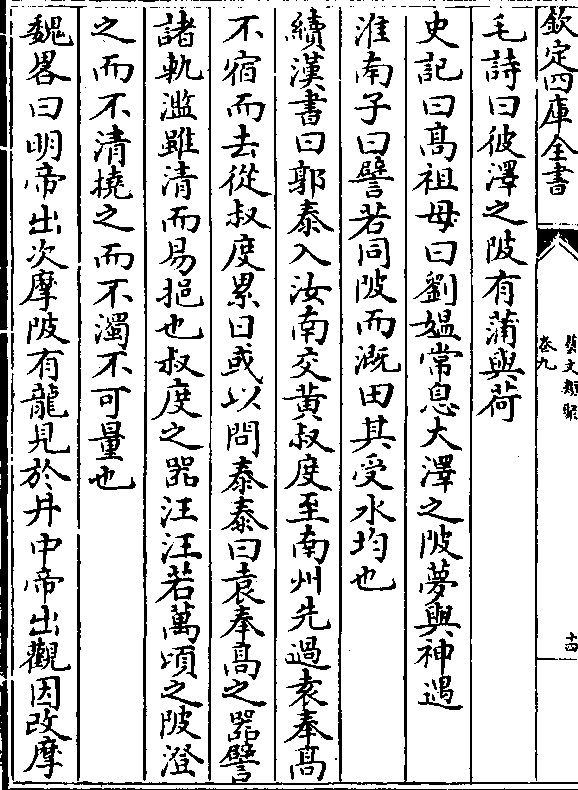 欽定四庫全書
藝文類聚
卷九
十四
毛詩曰彼澤之陂有蒲與荷
史記曰髙祖母曰劉媪常息大澤之陂夢與神遇
淮南子曰譬若同陂而溉田其受水均也
續漢書曰郭泰入汝南交黄叔度至南州先過袁奉髙
不宿而去從叔度累日或以問泰泰曰袁奉髙之器譬
諸軌濫雖清而易挹也叔度之器汪汪若萬頃之陂澄
之而不清撓之而不濁不可量也
魏畧曰明帝出次摩陂有龍見於井中帝出觀因改摩